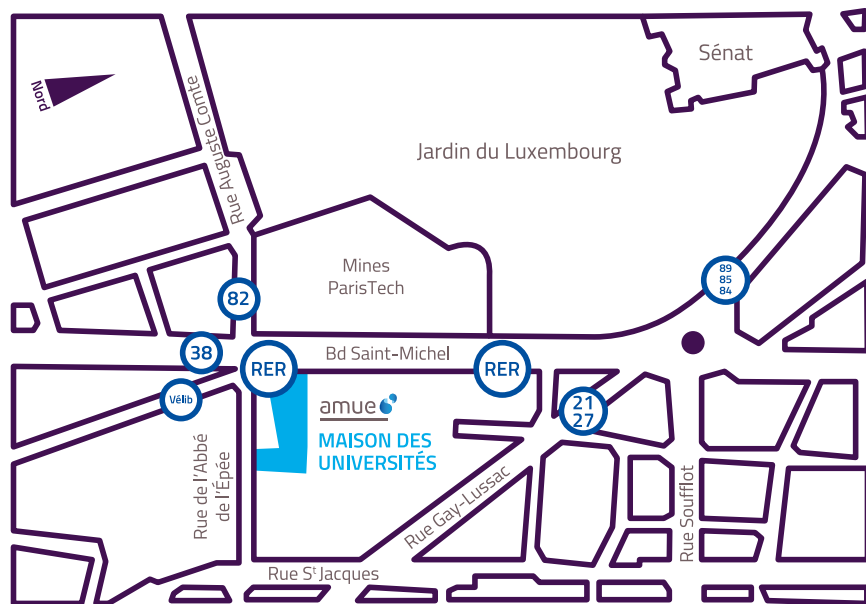 Nord
Rue Auguste Comte
Sénat
Jardin du Luxembourg
Mines
ParisTech
89
85
84
82
38
RER
Bd Saint-Michel
RER
Vélib
amue
21
27
MAISON DES
UNIVERSITÉS
Rue de l'Abbé
de l'Épée
Rue Gay-Lussac
Rue Soufflot
Rue St Jacques